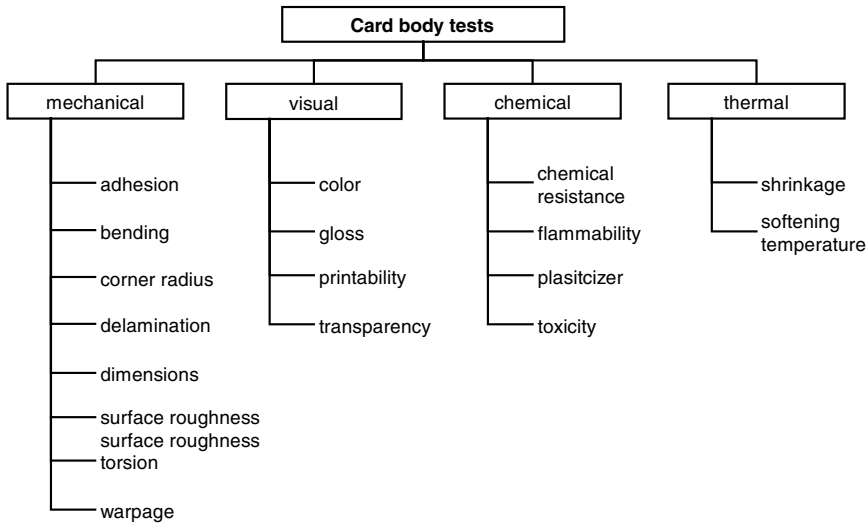 Card body tests
mechanical
adhesion
bending
corner radius
delamination
dimensions
surface roughness
surface roughness
torsion
warpage
visual
color
gloss
printability
transparency
chemical
chemical
resistance
flammability
plasitcizer
toxicity
thermal
shrinkage
softening
temperature